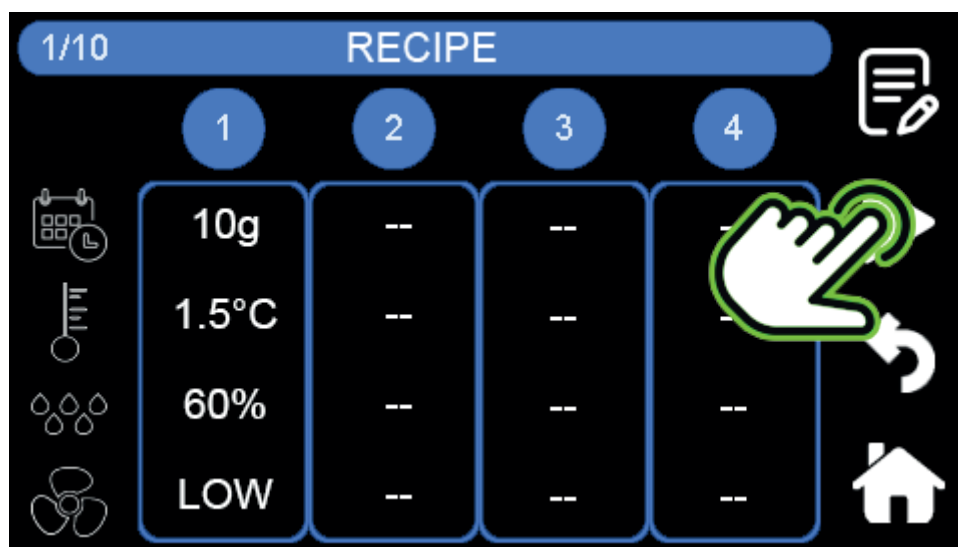 1/10 RECIPE
1 2 3 4
10g -- -- -
1.5°C -- -- -
60% -- -- --
LOW -- -- --